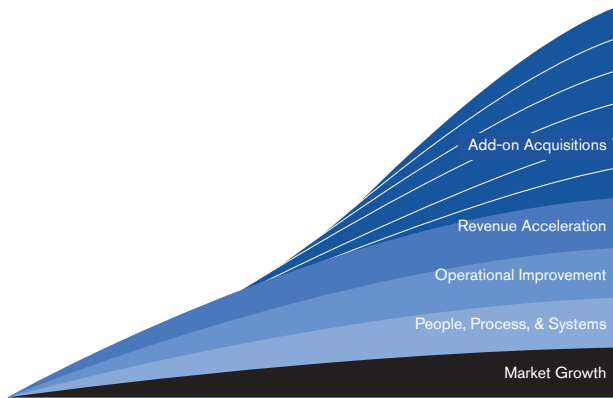 Add-on Acquisitions
Revenue Acceleration
Operational Improvement
People, Process, & Systems
Market Growth